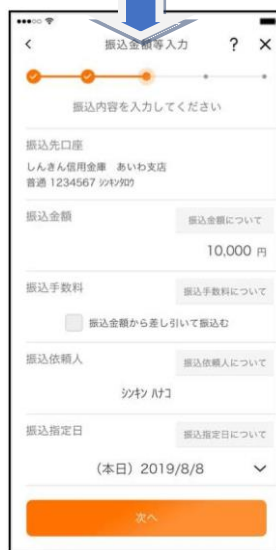 振込金額等入力 ? ×
振込内容を入力してください
振込先口座
しんきん信用金庫 あいわ支店
普通 1234567 ｼﾝｷﾝﾀﾛｳ
振込金額 振込金額について
10,000 円
振込手数料 振込手数料について
振込金額から差し引いて振込む
振込依頼人 振込依頼人について
ｼﾝｷﾝ ﾊﾅｺ
振込指定日 振込指定日について
(本日) 2019/8/8
次へ